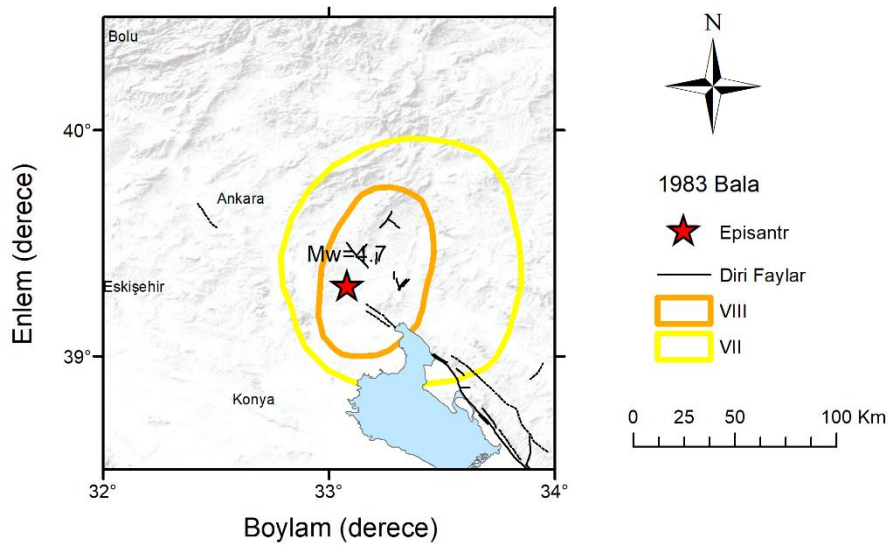 Bolu
40°
Ankara
Mw=4.7
Eskişehir
39°
Konya
32°
33°
34°
Enlem (derece)
Boylam (derece)
N
1983 Bala
Episantr
Diri Faylar
VIII
VII
0 25 50 100 Km